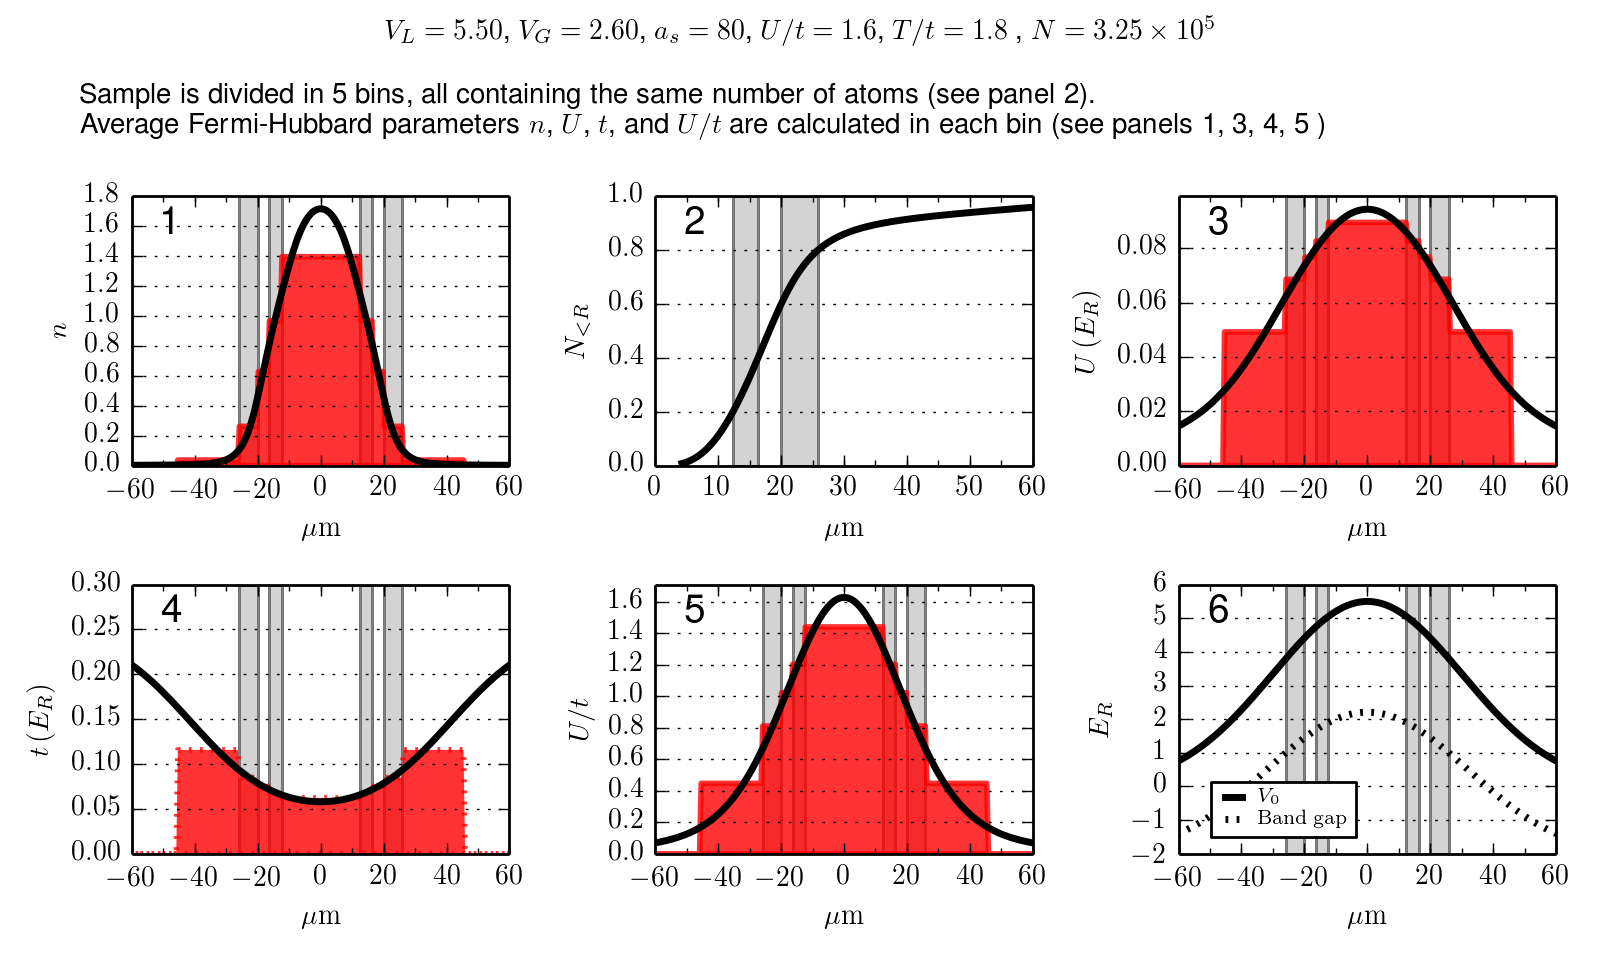 V_L = 5.50, V_G = 2.60, a_s = 80, U/t = 1.6, T/t = 1.8 , N = 3.25 × 10^5
Sample is divided in 5 bins, all containing the same number of atoms (see panel 2).
Average Fermi-Hubbard parameters n, U, t, and U/t are calculated in each bin (see panels 1, 3, 4, 5 )
1
n
1.8
1.6
1.4
1.2
1.0
0.8
0.6
0.4
0.2
0.0
−60 −40 −20 0 20 40 60
μm
2
N_{<R}
1.0
0.8
0.6
0.4
0.2
0.0
0 10 20 30 40 50 60
μm
3
U (E_R)
0.08
0.06
0.04
0.02
0.00
−60 −40 −20 0 20 40 60
μm
4
t (E_R)
0.30
0.25
0.20
0.15
0.10
0.05
0.00
−60 −40 −20 0 20 40 60
μm
5
U/t
1.6
1.4
1.2
1.0
0.8
0.6
0.4
0.2
0.0
−60 −40 −20 0 20 40 60
μm
6
E_R
6
5
4
3
2
1
0
−1
−2
V_0
Band gap
−60 −40 −20 0 20 40 60
μm